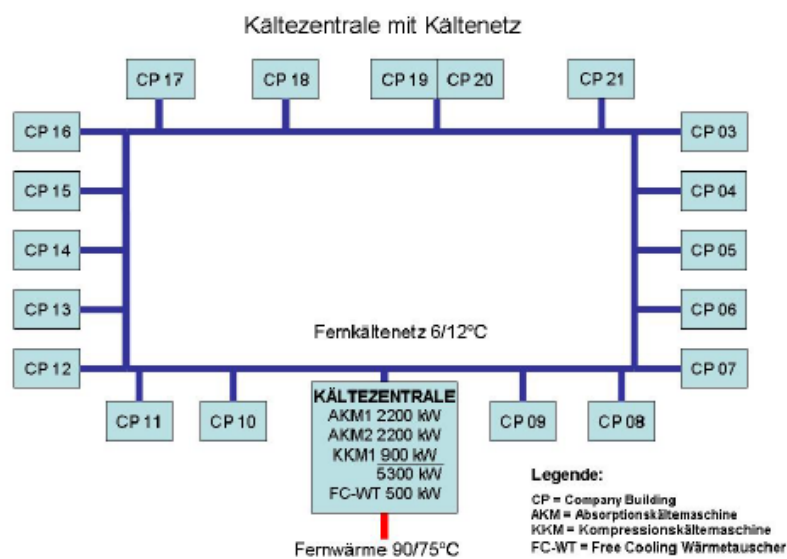 Kältezentrale mit Kältenetz
CP 17
CP 18
CP 19
CP 20
CP 21
CP 16
CP 03
CP 15
CP 04
CP 14
CP 05
CP 13
CP 06
Fernkältenetz 6/12°C
CP 12
CP 07
KÄLTEZENTRALE
AKM1 2200 kW
AKM2 2200 kW
KKM1 900 kW
5300 kW
FC-WT 500 kW
CP 11
CP 10
CP 09
CP 08
Fernwärme 90/75°C
Legende:
CP = Company Building
AKM = Absorptionskältemaschine
KKM = Kompressionskältemaschine
FC-WT = Free Cooling Wärmetauscher